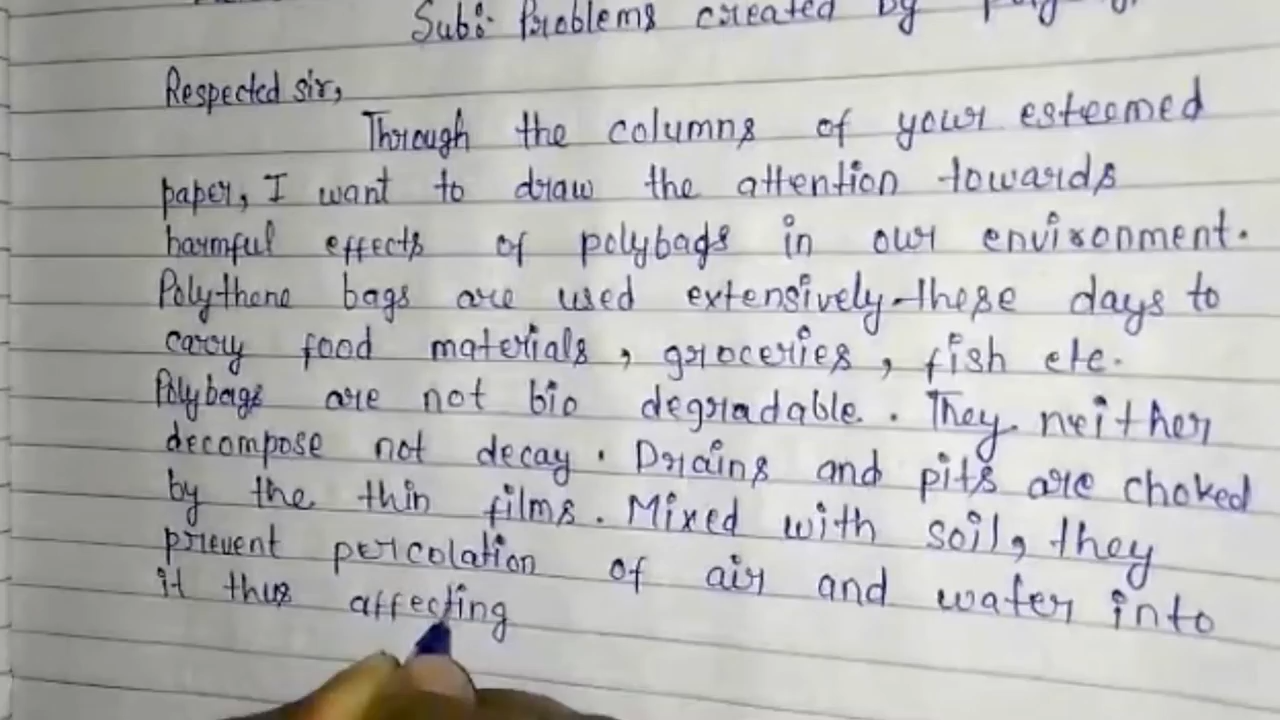 Sub:- Problems created by
Respected sir,
Through the columns of your esteemed
paper, I want to draw the attention towards
harmful effects of polybags in our environment.
Polythene bags are used extensively these days to
carry food materials, groceries, fish etc.
Polybags are not bio degradable. They neither
decompose not decay. Drains and pits are choked
by the thin films. Mixed with soil, they
prevent percolation of air and water into
it thus affecting